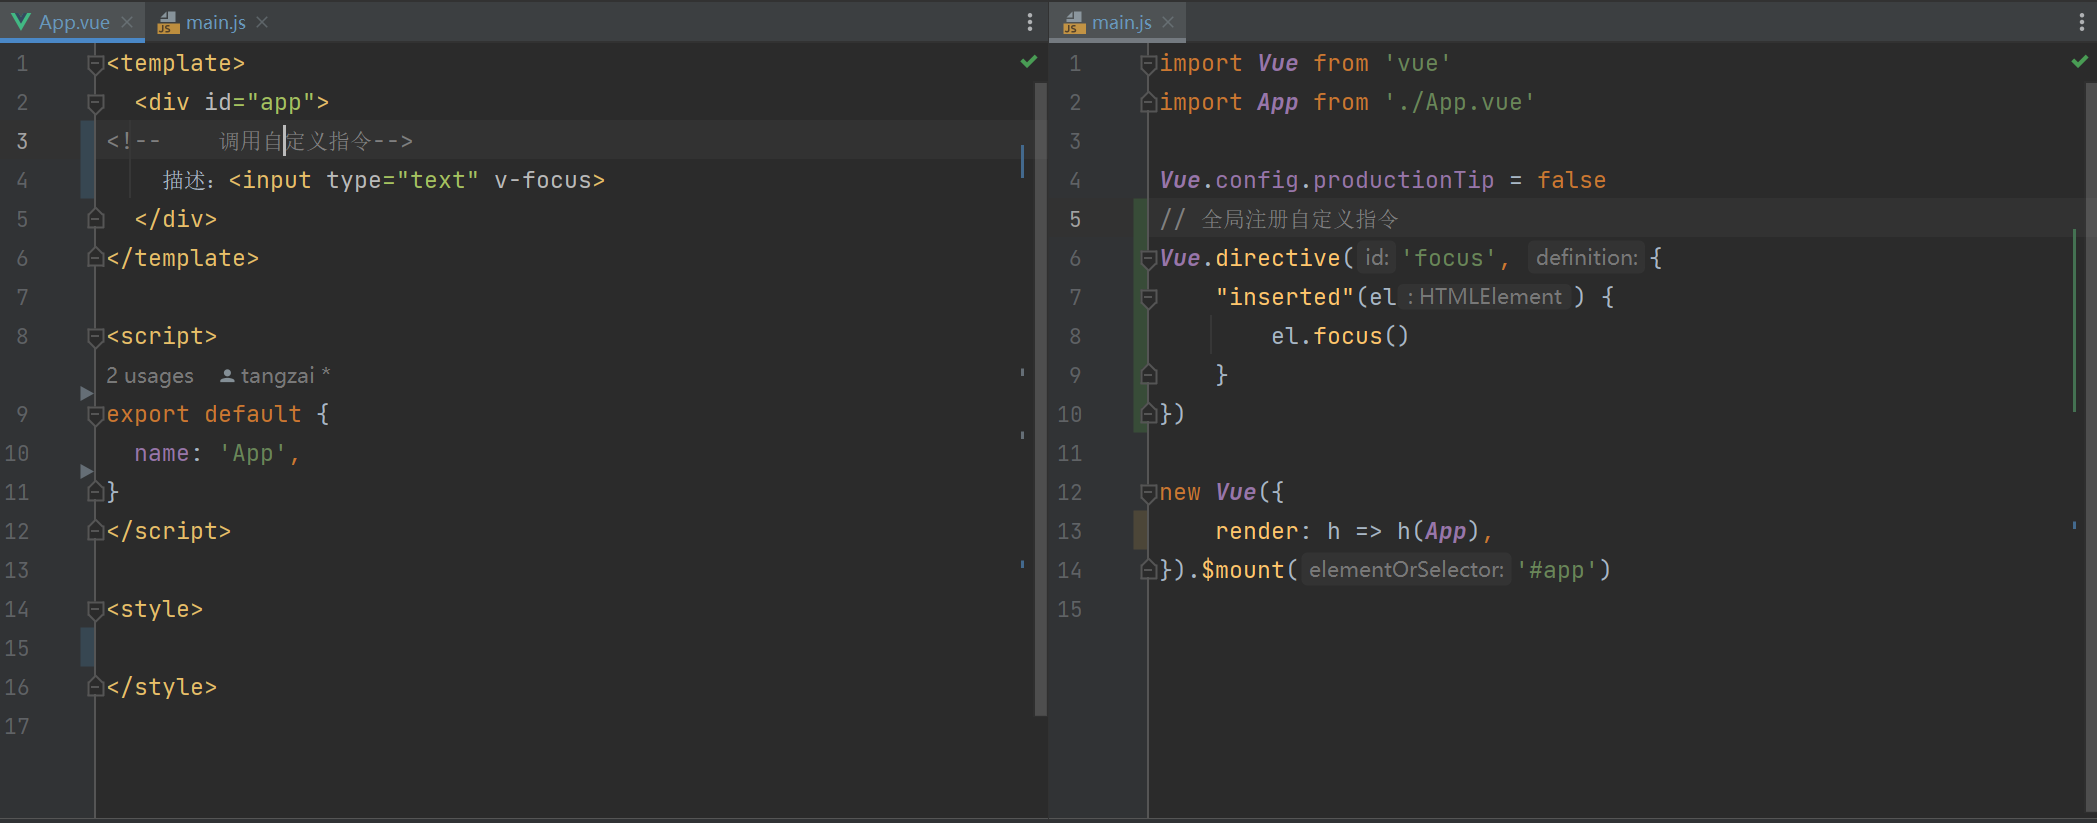 App.vue
main.js
1 <template>
2 <div id="app">
3 <!-- 调用自定义指令-->
4 描述：<input type="text" v-focus>
5 </div>
6 </template>
7
8 <script>
2 usages tangzai *
9 export default {
10 name: 'App',
11 }
12 </script>
13
14 <style>
15
16 </style>
17
main.js
1 import Vue from 'vue'
2 import App from './App.vue'
3
4 Vue.config.productionTip = false
5 // 全局注册自定义指令
6 Vue.directive( id: 'focus', definition: {
7 "inserted"(el : HTMLElement ) {
8 el.focus()
9 }
10 })
11
12 new Vue({
13 render: h => h(App),
14 }).$mount( elementOrSelector: '#app')
15